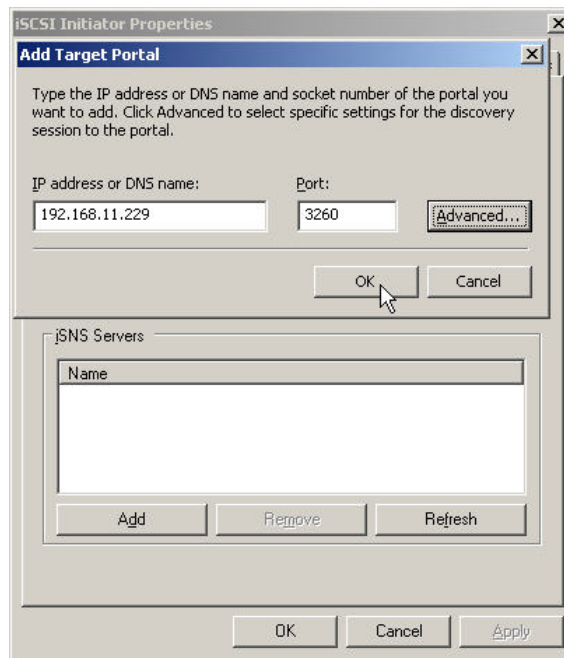 iSCSI Initiator Properties
Add Target Portal
Type the IP address or DNS name and socket number of the portal you
want to add. Click Advanced to select specific settings for the discovery
session to the portal.
IP address or DNS name: Port:
192.168.11.229 3260 Advanced...
OK Cancel
iSNS Servers
Name
Add Remove Refresh
OK Cancel Apply